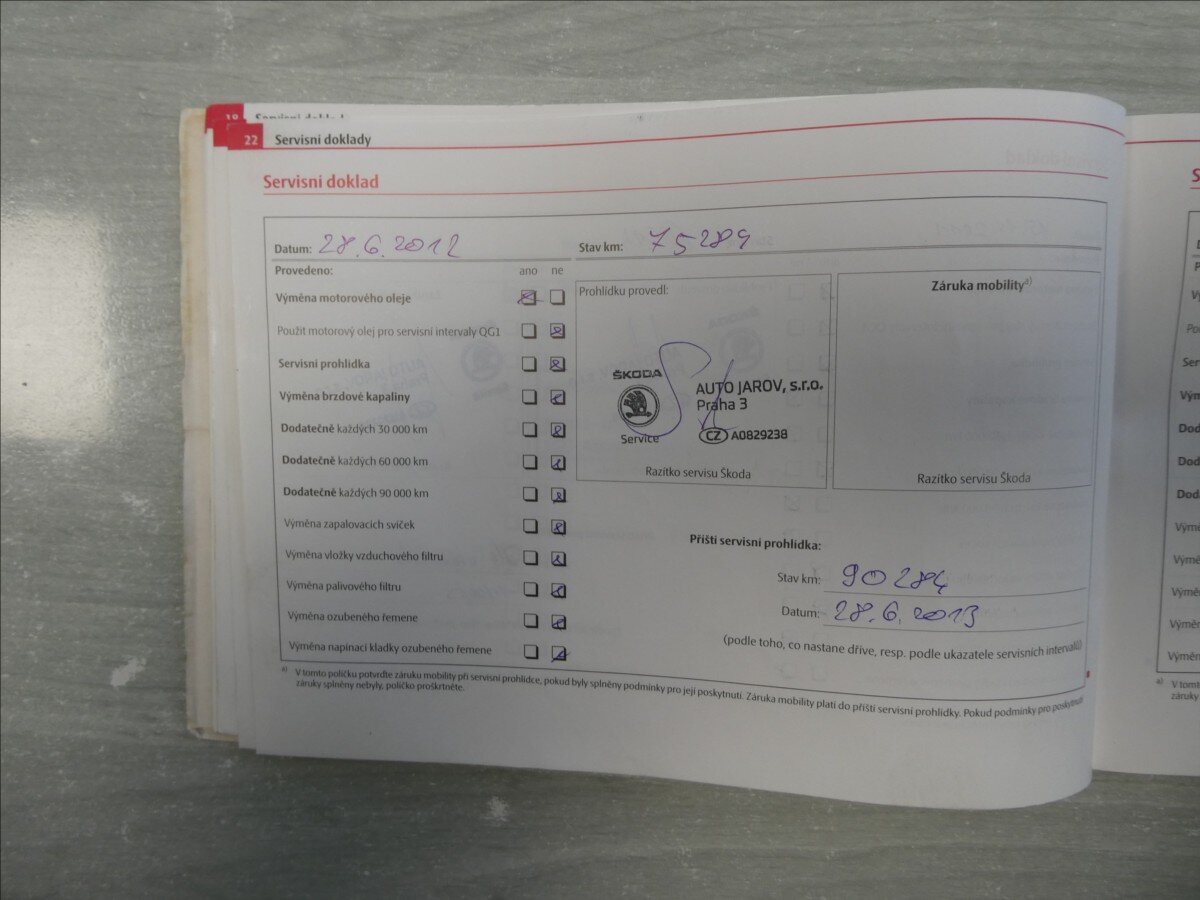 22 Servisní doklady
Servisní doklad
Datum: 28.6.2012 Stav km: 75284
Provedeno: ano ne
Výměna motorového oleje
Použit motorový olej pro servisní intervaly QG1
Servisní prohlídka
Výměna brzdové kapaliny
Dodatečně každých 30 000 km
Dodatečně každých 60 000 km
Dodatečně každých 90 000 km
Výměna zapalovacích svíček
Výměna vložky vzduchového filtru
Výměna palivového filtru
Výměna ozubeného řemene
Výměna napínací kladky ozubeného řemene
Prohlídku provedl:
ŠKODA
Service
AUTO JAROV, s.r.o.
Praha 3
CZ A0829238
Razítko servisu Škoda
Záruka mobility a)
Razítko servisu Škoda
Příští servisní prohlídka:
Stav km: 90284
Datum: 28.6.2013
(podle toho, co nastane dříve, resp. podle ukazatele servisních intervalů)
a) V tomto políčku potvrďte záruku mobility při servisní prohlídce, pokud byly splněny podmínky pro její poskytnutí. Záruka mobility platí do příští servisní prohlídky. Pokud podmínky pro poskytnutí
záruky splněny nebyly, políčko proškrtněte.